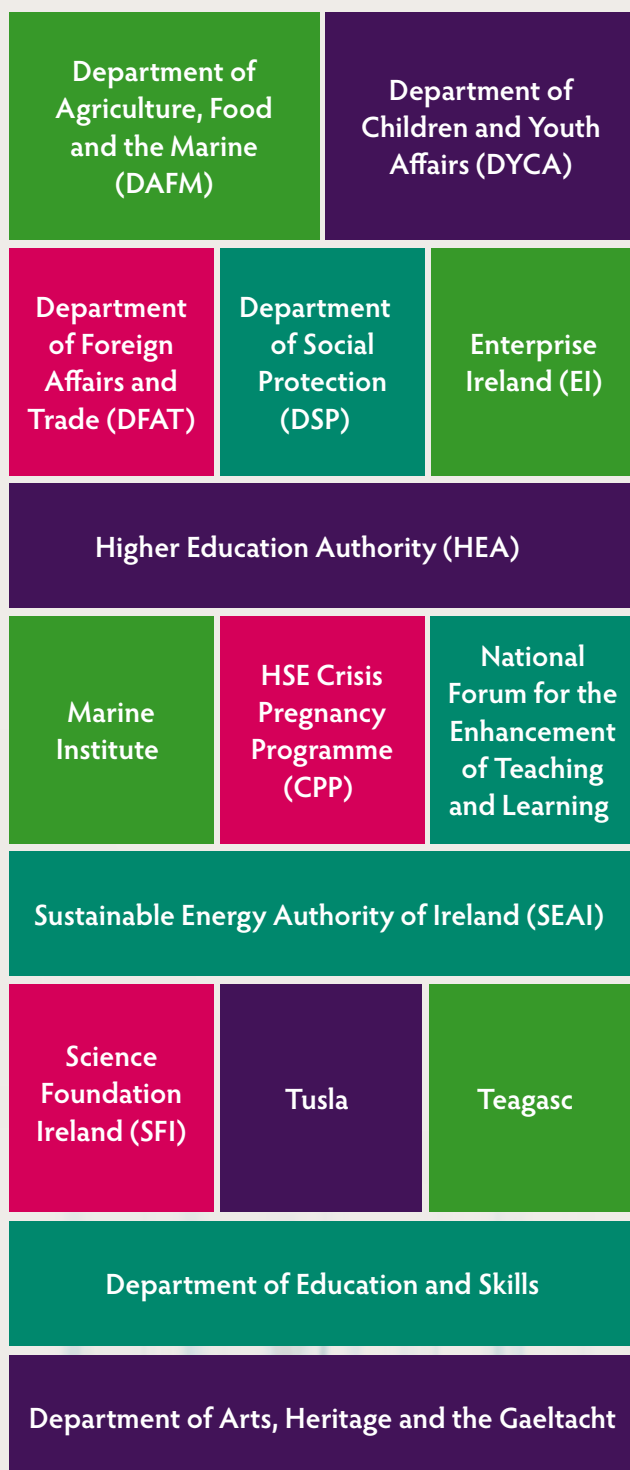 Department of
Agriculture, Food
and the Marine
(DAFM)
Department of
Children and Youth
Affairs (DYCA)
Department
of Foreign
Affairs and
Trade (DFAT)
Department
of Social
Protection
(DSP)
Enterprise
Ireland (EI)
Higher Education Authority (HEA)
Marine
Institute
HSE Crisis
Pregnancy
Programme
(CPP)
National
Forum for the
Enhancement
of Teaching
and Learning
Sustainable Energy Authority of Ireland (SEAI)
Science
Foundation
Ireland (SFI)
Tusla
Teagasc
Department of Education and Skills
Department of Arts, Heritage and the Gaeltacht